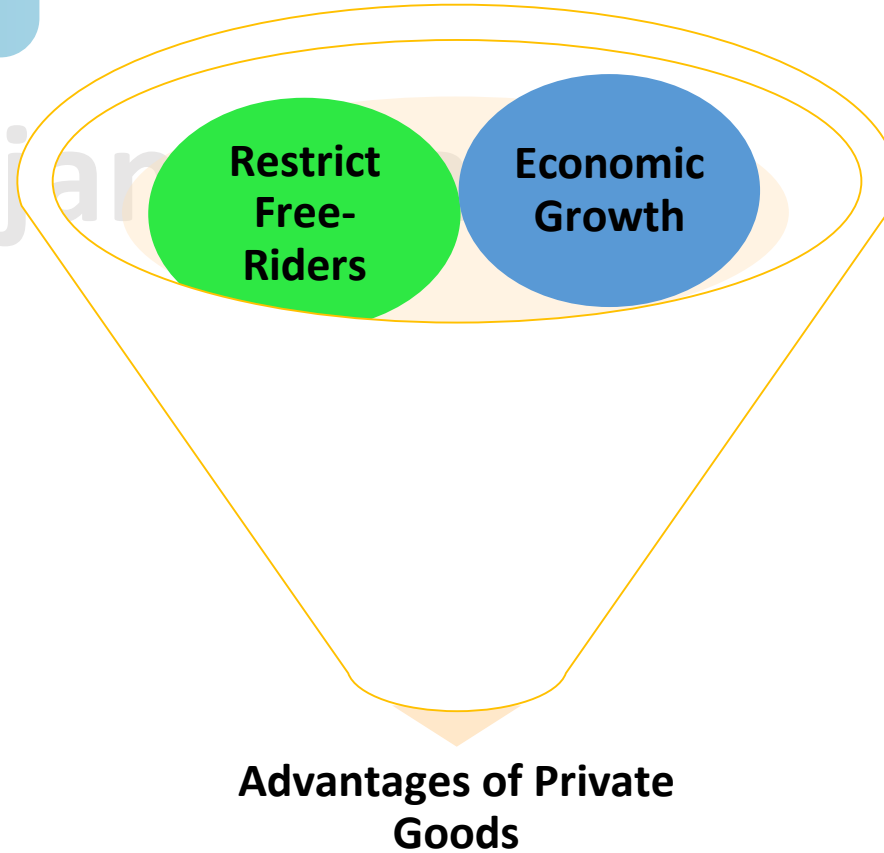 Restrict
Free-
Riders
Economic
Growth
Advantages of Private
Goods